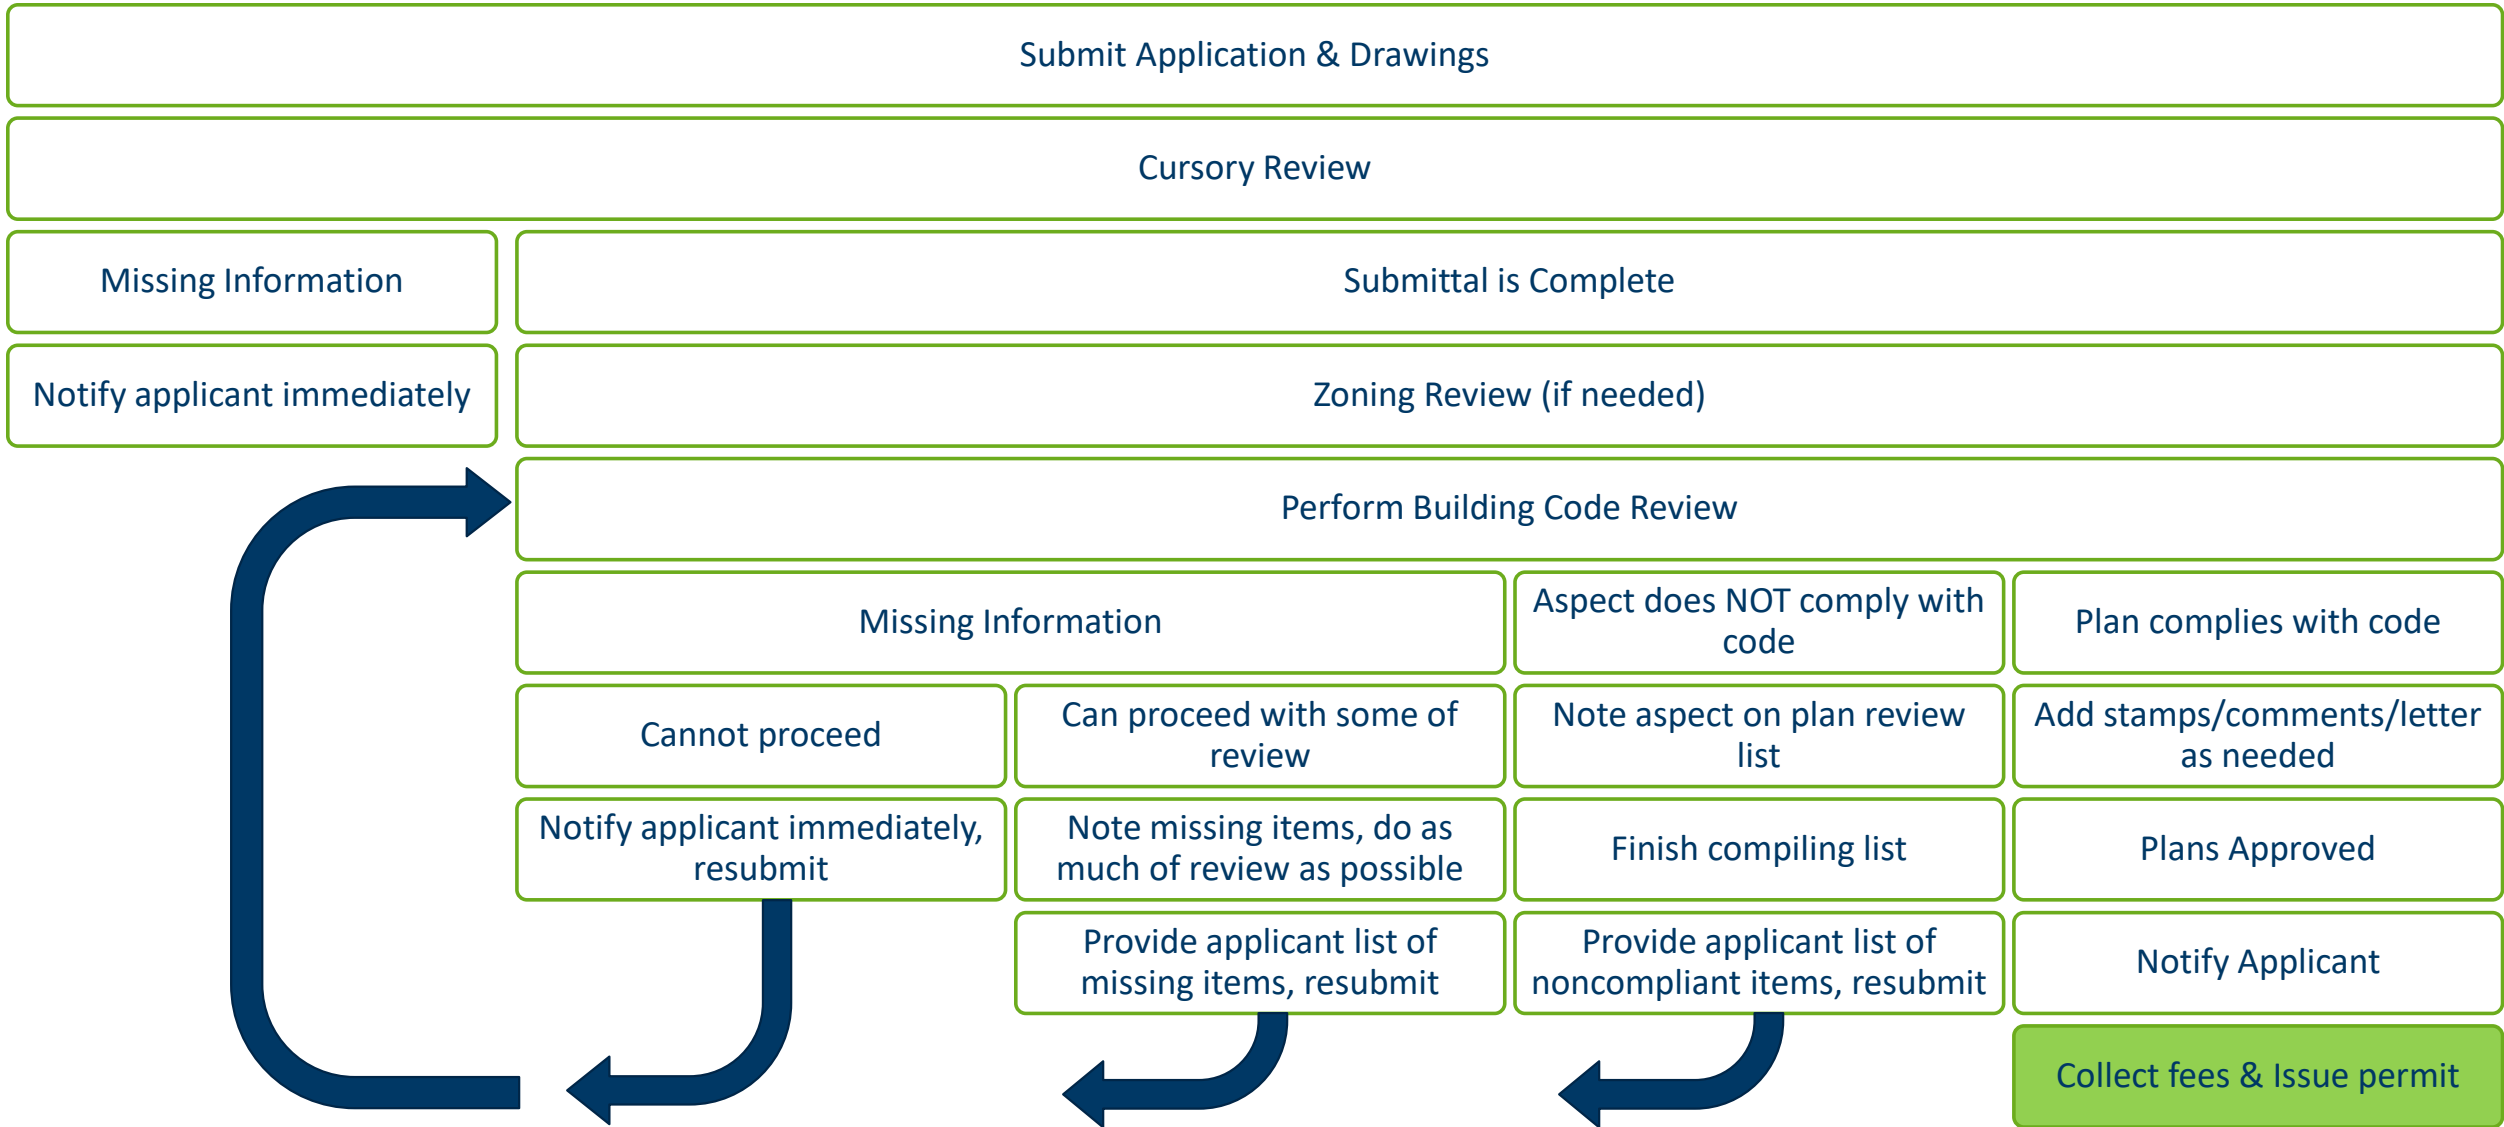 Submit Application & Drawings
Cursory Review
Missing Information
Submittal is Complete
Notify applicant immediately
Zoning Review (if needed)
Perform Building Code Review
Missing Information
Aspect does NOT comply with
code
Plan complies with code
Cannot proceed
Can proceed with some of
review
Note aspect on plan review
list
Add stamps/comments/letter
as needed
Notify applicant immediately,
resubmit
Note missing items, do as
much of review as possible
Finish compiling list
Plans Approved
Provide applicant list of
missing items, resubmit
Provide applicant list of
noncompliant items, resubmit
Notify Applicant
Collect fees & Issue permit